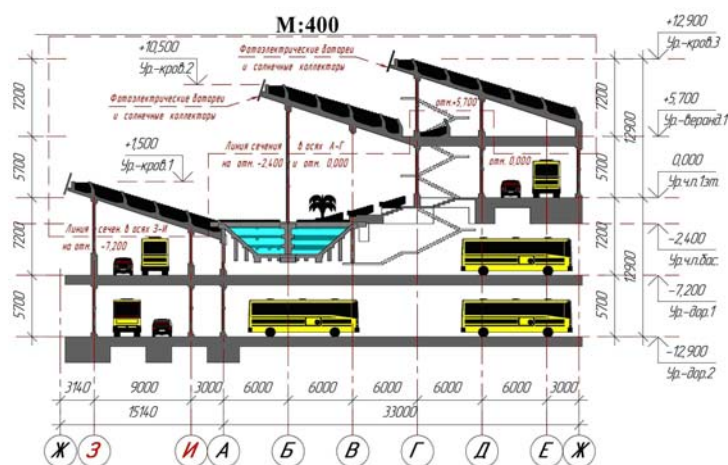 М:400
+10,500
Ур.-кров.2
Фотоэлектрические батареи
и солнечные коллекторы
+12,900
Ур.-кров.3
Фотоэлектрические батареи
и солнечные коллекторы
отм.+5,700
+5,700
Ур.-веранд.1
+1,500
Ур.-кров.1
Линия сечения в осях А-Г
на отм. -2,400 и отм. 0,000
отм. 0,000
0,000
Ур.ч.п.1эт.
Линия сечен. в осях З-И
на отм. -7,200
-2,400
Ур.ч.п.бас.
-7,200
Ур.-дор.1
-12,900
Ур.-дор.2
7200
5700
7200
5700
7200
5700
7200
5700
12900
12900
3140
9000
3000
6000
6000
6000
6000
6000
3000
15140
33000
Ж
З
И
А
Б
В
Г
Д
Е
Ж